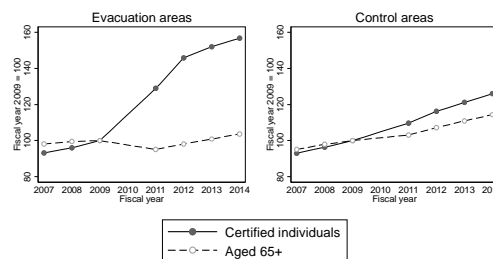 Evacuation areas
Fiscal year 2009 = 100
160
140
120
100
80
2007 2008 2009 2010 2011 2012 2013 2014
Fiscal year
Control areas
Fiscal year 2009 = 100
160
140
120
100
80
2007 2008 2009 2010 2011 2012 2013 201
Fiscal year
Certified individuals
Aged 65+